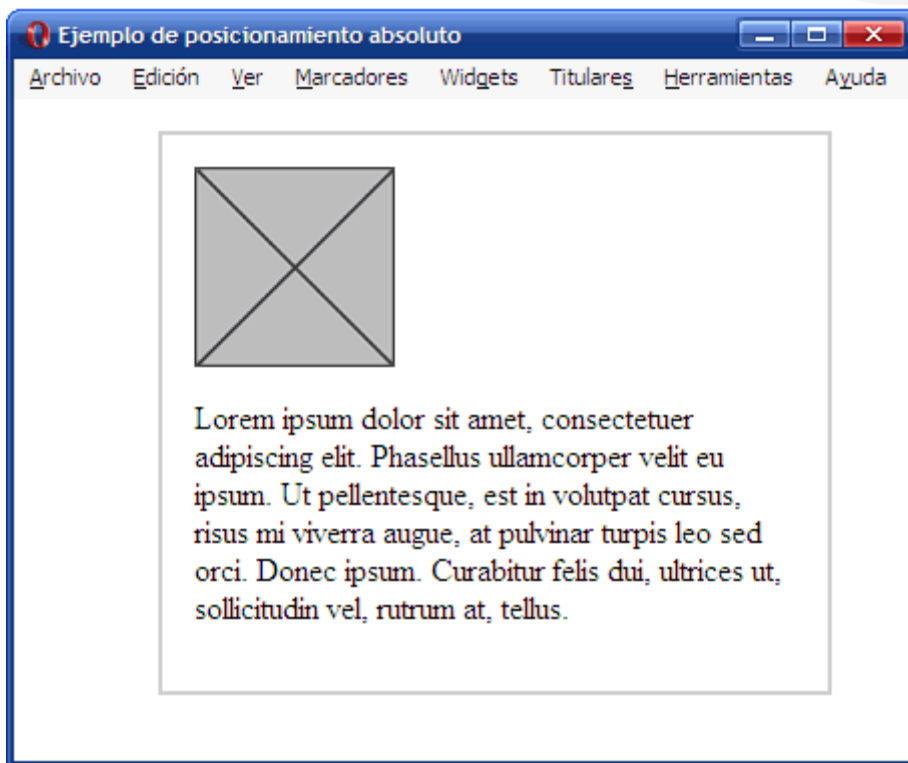 Ejemplo de posicionamiento absoluto
Archivo Edición Ver Marcadores Widgets Titulares Herramientas Ayuda
Lorem ipsum dolor sit amet, consectetuer
adipiscing elit. Phasellus ullamcorper velit eu
ipsum. Ut pellentesque, est in volutpat cursus,
risus mi viverra augue, at pulvinar turpis leo sed
orci. Donec ipsum. Curabitur felis dui, ultrices ut,
sollicitudin vel, rutrum at, tellus.